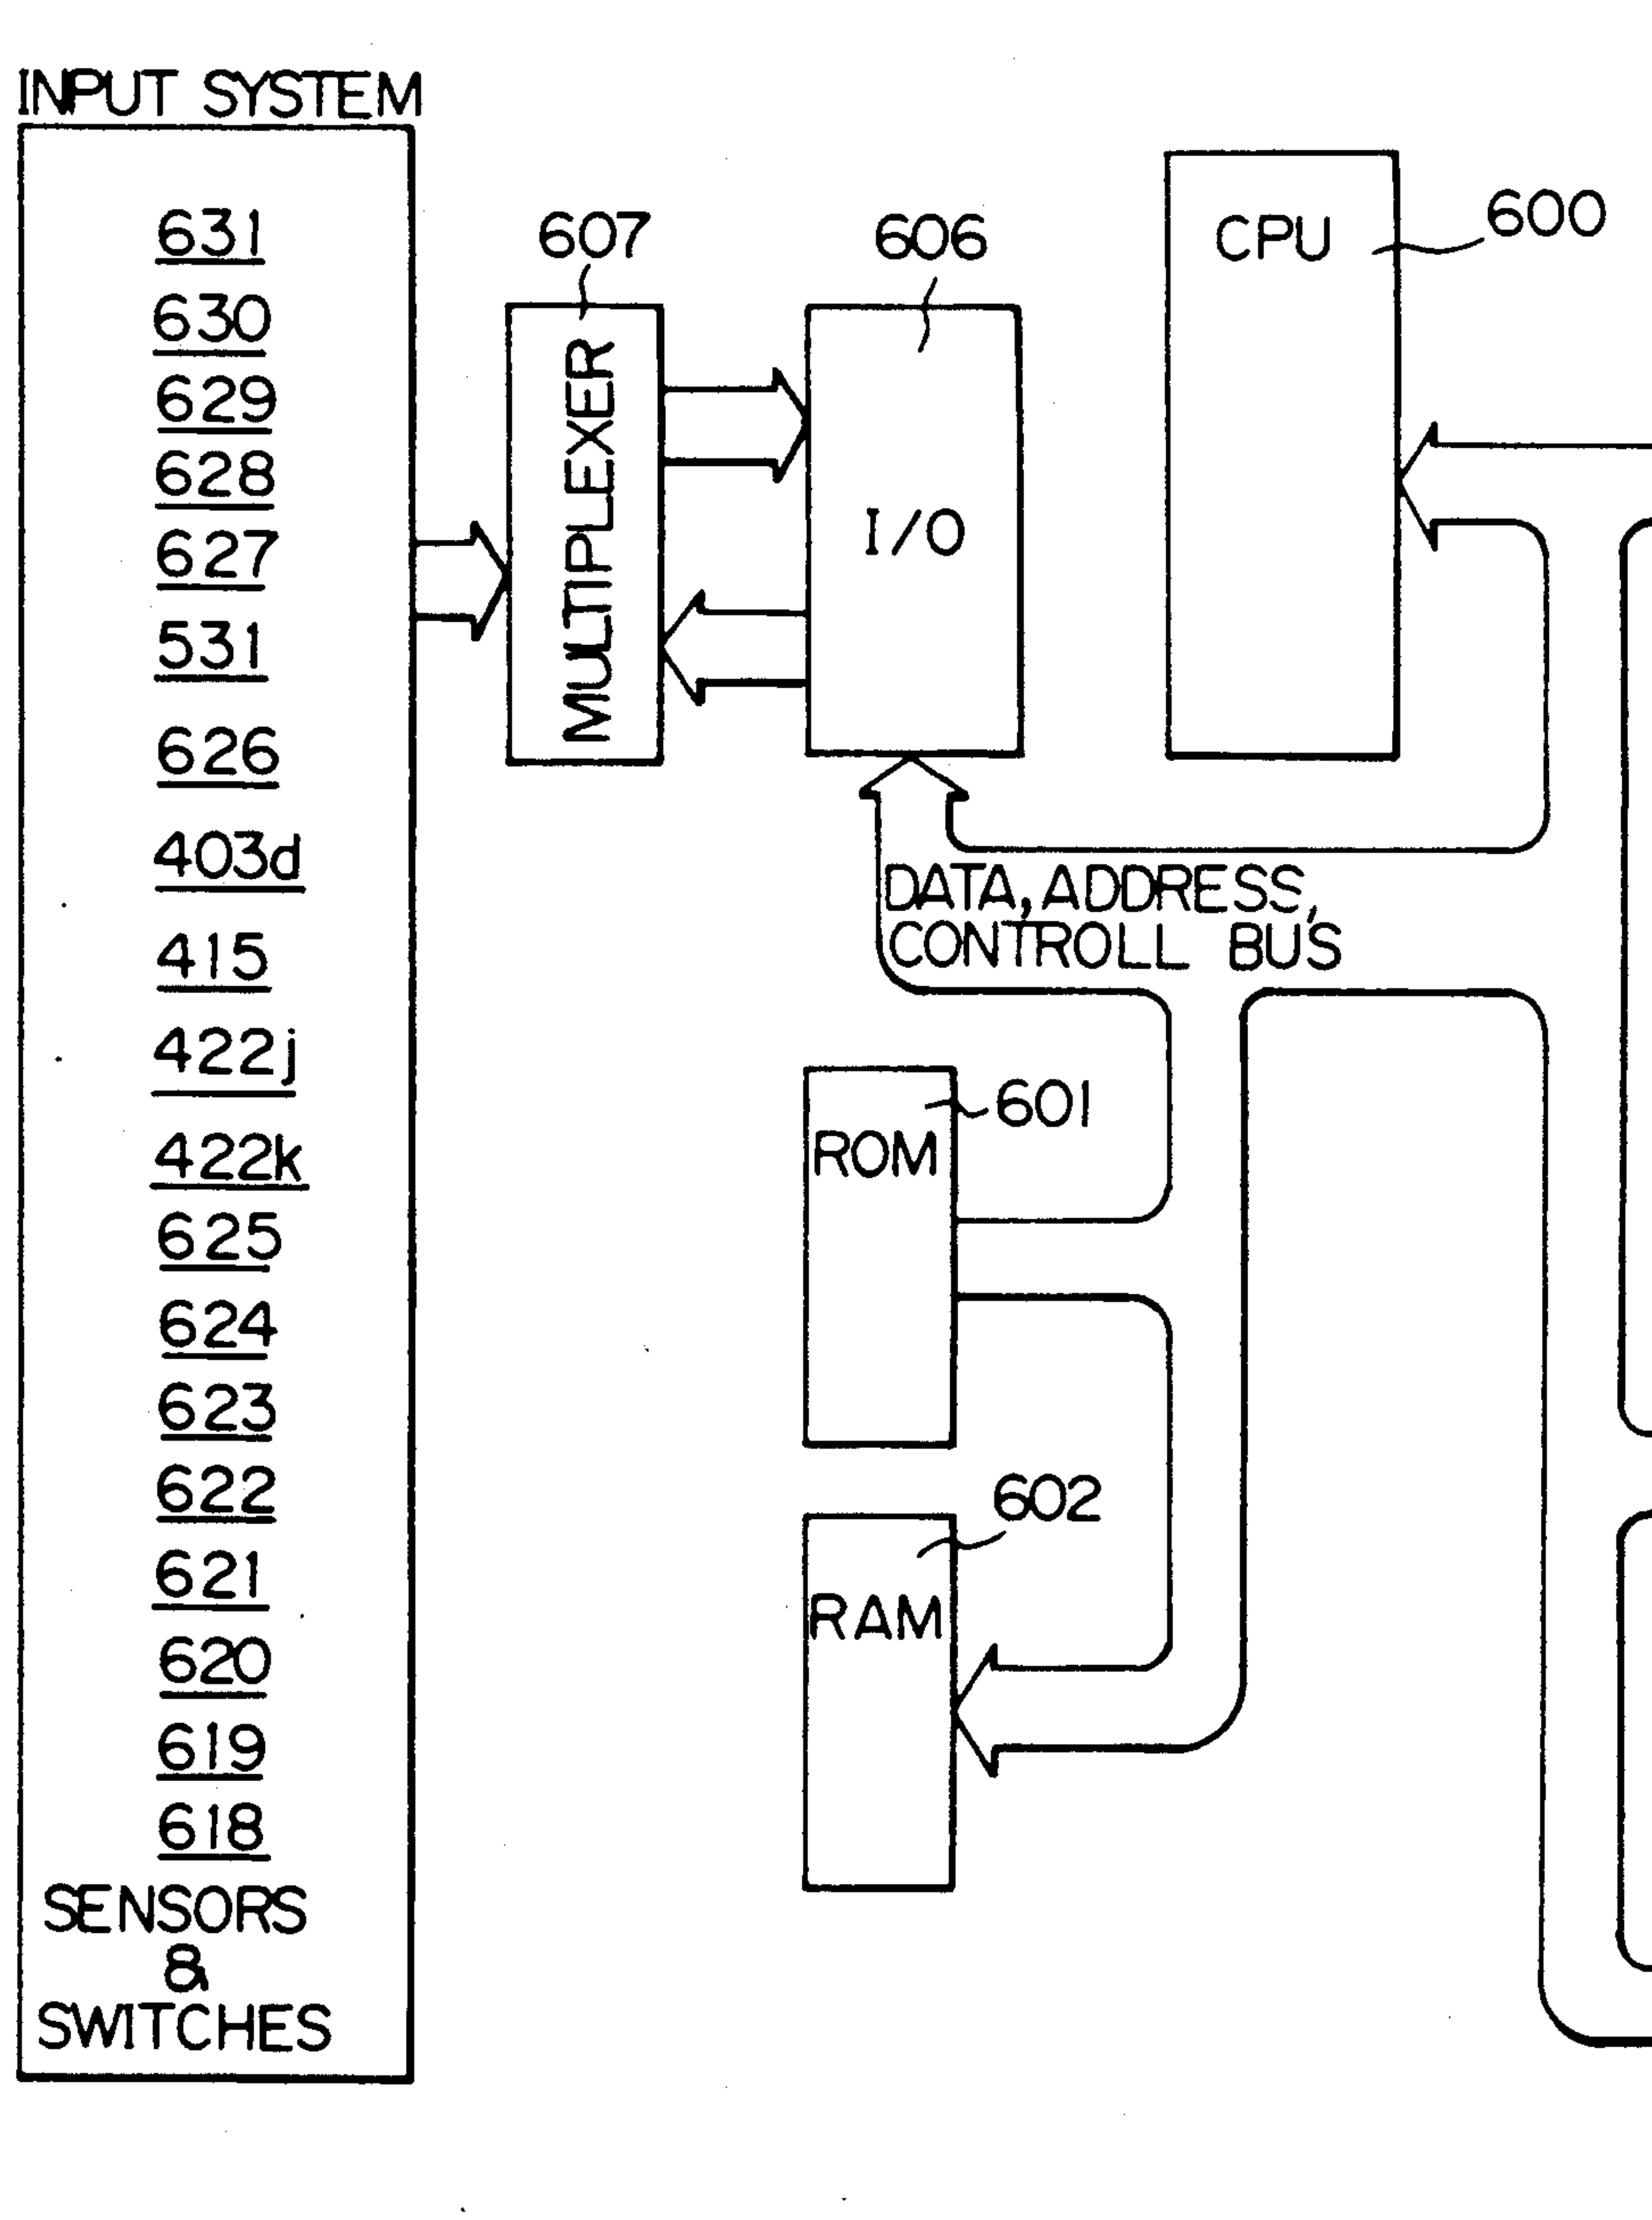 INPUT SYSTEM
631
630
629
628
627
531
626
403d
415
422j
422k
625
624
623
622
621
620
619
618
SENSORS
&
SWITCHES
607
MULTIPLEXER
606
I/O
CPU
600
DATA, ADDRESS,
CONTROLL BUS
601
ROM
602
RAM